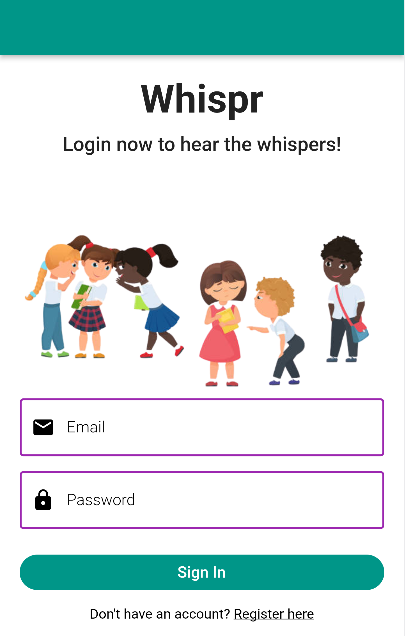 Whispr
Login now to hear the whispers!
Email
Password
Sign In
Don't have an account? Register here